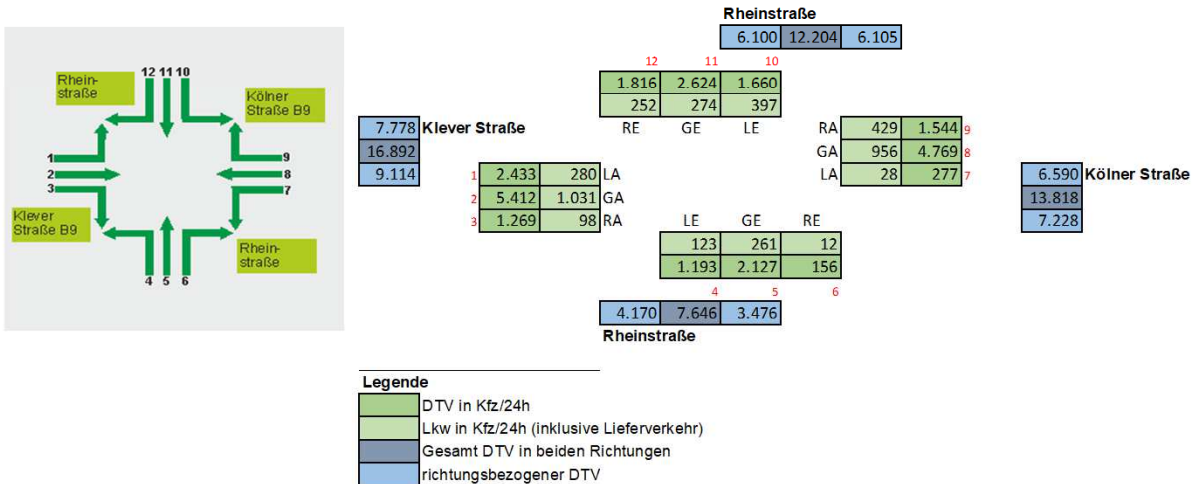 Rheinstraße
6.100 12.204 6.105
12 11 10
1.816 2.624 1.660
252 274 397
RE GE LE
7.778 Klever Straße
16.892
9.114
RA 429 1.544 9
GA 956 4.769 8
LA 28 277 7
6.590 Kölner Straße
13.818
7.228
1 2.433 280 LA
2 5.412 1.031 GA
3 1.269 98 RA
LE GE RE
123 261 12
1.193 2.127 156
4 5 6
4.170 7.646 3.476
Rheinstraße
12 11 10
Rhein-
straße
Kölner
Straße B9
1
2
3
9
8
7
Klever
Straße B9
Rhein-
straße
4 5 6
Legende
DTV in Kfz/24h
Lkw in Kfz/24h (inklusive Lieferverkehr)
Gesamt DTV in beiden Richtungen
richtungsbezogener DTV